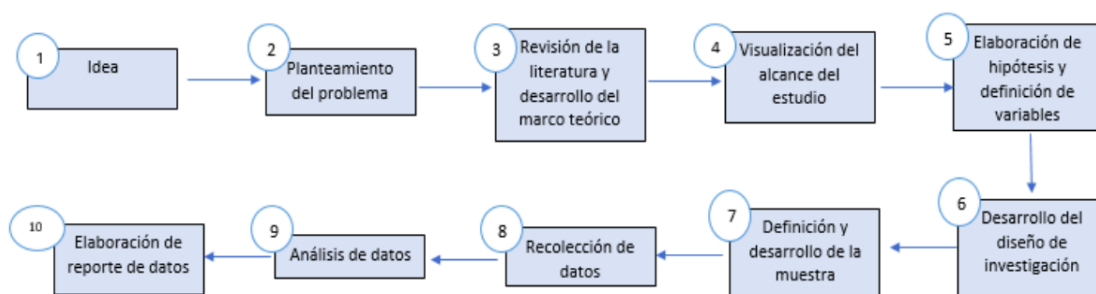 1
Idea
2
Planteamiento
del problema
3
Revisión de la
literatura y
desarrollo del
marco teórico
4
Visualización del
alcance del
estudio
5
Elaboración de
hipótesis y
definición de
variables
6
Desarrollo del
diseño de
investigación
7
Definición y
desarrollo de la
muestra
8
Recolección de
datos
9
Análisis de datos
10
Elaboración de
reporte de datos